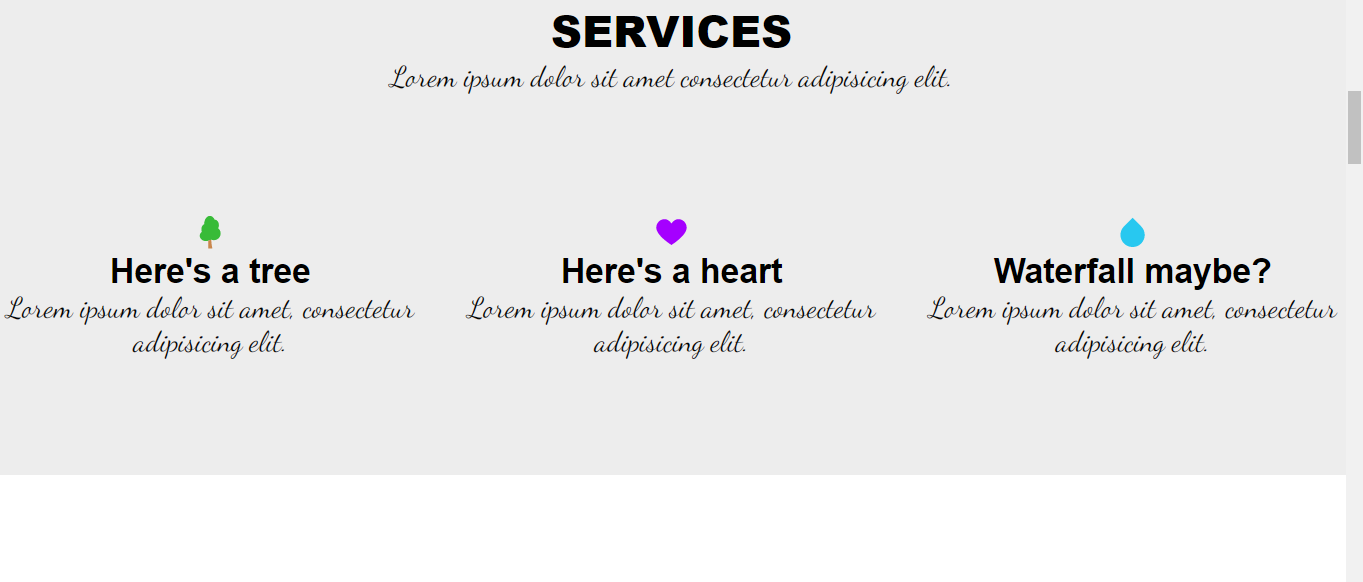 SERVICES
Lorem ipsum dolor sit amet consectetur adipisicing elit.
Here's a tree
Lorem ipsum dolor sit amet, consectetur
adipisicing elit.
Here's a heart
Lorem ipsum dolor sit amet, consectetur
adipisicing elit.
Waterfall maybe?
Lorem ipsum dolor sit amet, consectetur
adipisicing elit.